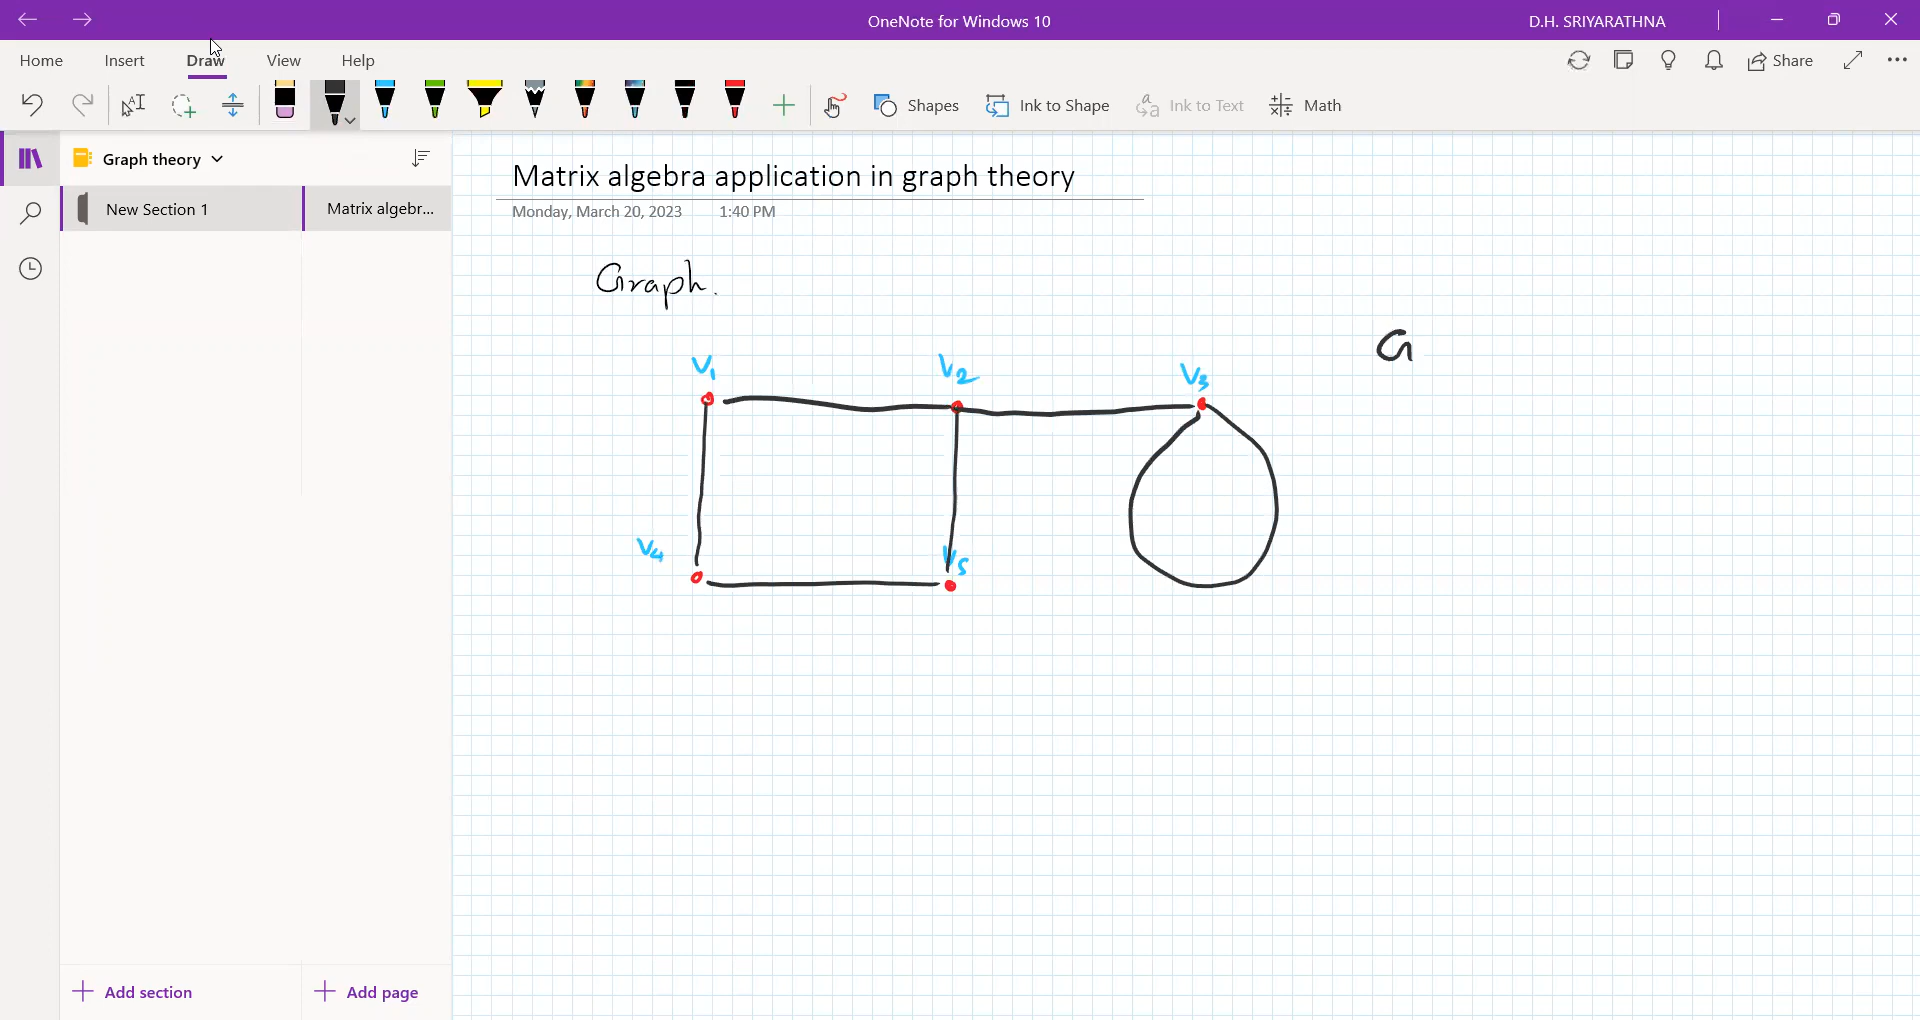 OneNote for Windows 10
D.H. SRIYARATHNA
Home Insert Draw View Help
Share
Shapes Ink to Shape Ink to Text Math
Graph theory
New Section 1
Matrix algebr...
Matrix algebra application in graph theory
Monday, March 20, 2023 1:40 PM
Graph.
G
V1 V2 V3
V4 V5
Add section
Add page